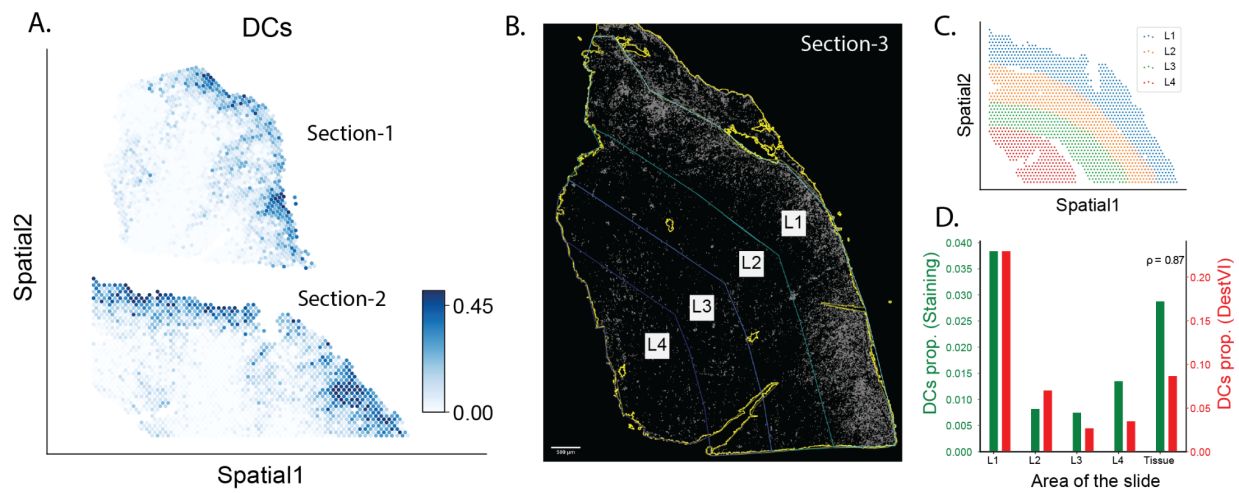 A.
DCs
Section-1
Section-2
0.45
0.00
Spatial2
Spatial1
B.
Section-3
L1
L2
L3
L4
500 µm
C.
L1
L2
L3
L4
Spatial2
Spatial1
D.
ρ = 0.87
0.040
0.035
0.030
0.025
0.020
0.015
0.010
0.005
0.000
DCs prop. (Staining)
0.20
0.15
0.10
0.05
0.00
DCs prop. (DestVI)
L1 L2 L3 L4 Tissue
Area of the slide